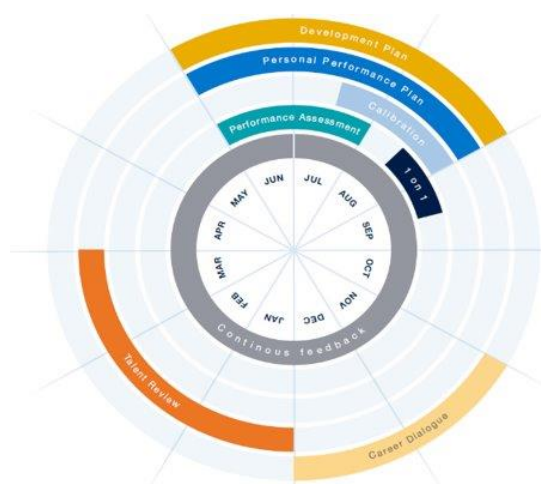 Development Plan
Personal Performance Plan
Calibration
Performance Assessment
1 on 1
JUN
JUL
MAY
AUG
APR
SEP
MAR
OCT
FEB
NOV
JAN
DEC
Continous feedback
Talent Review
Career Dialogue